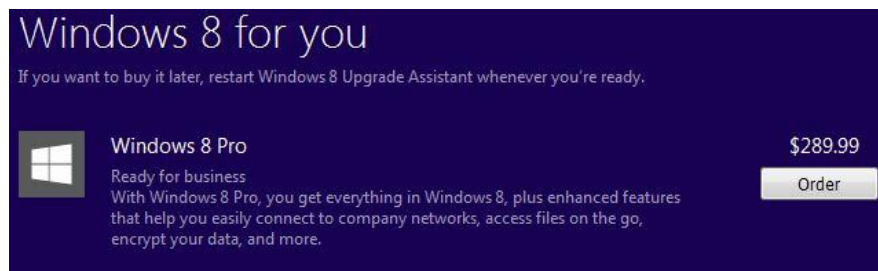 Windows 8 for you
If you want to buy it later, restart Windows 8 Upgrade Assistant whenever you're ready.
Windows 8 Pro
$289.99
Ready for business
Order
With Windows 8 Pro, you get everything in Windows 8, plus enhanced features
that help you easily connect to company networks, access files on the go,
encrypt your data, and more.